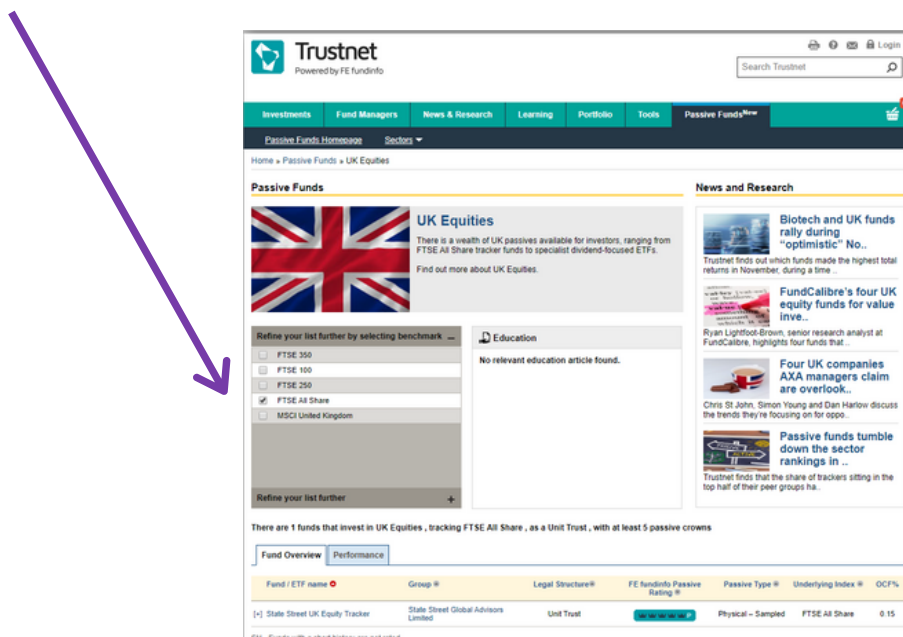 Trustnet
Powered by FE fundinfo
Login
Search Trustnet
Investments Fund Managers News & Research Learning Portfolio Tools Passive Funds New
Passive Funds Homepage Sectors
Home » Passive Funds » UK Equities
Passive Funds
UK Equities
There is a wealth of UK passives available for investors, ranging from
FTSE All Share tracker funds to specialist dividend-focused ETFs.
Find out more about UK Equities.
Refine your list further by selecting benchmark
FTSE 350
FTSE 100
FTSE 250
FTSE All Share
MSCI United Kingdom
Refine your list further
Education
No relevant education article found.
News and Research
Biotech and UK funds
rally during
“optimistic” No..
Trustnet finds out which funds made the highest total
returns in November, during a time ..
FundCalibre's four UK
equity funds for value
inve..
Ryan Lightfoot-Brown, senior research analyst at
FundCalibre, highlights four funds that ..
Four UK companies
AXA managers claim
are overlook..
Chris St John, Simon Young and Dan Harlow discuss
the trends they're focusing on for oppo..
Passive funds tumble
down the sector
rankings in ..
Trustnet finds that the share of trackers sitting in the
top half of their peer groups ha..
There are 1 funds that invest in UK Equities , tracking FTSE All Share , as a Unit Trust , with at least 5 passive crowns
Fund Overview Performance
Fund / ETF name Group Legal Structure FE fundinfo Passive Rating Passive Type Underlying Index OCF%
[+] State Street UK Equity Tracker State Street Global Advisors Limited Unit Trust Physical – Sampled FTSE All Share 0.15